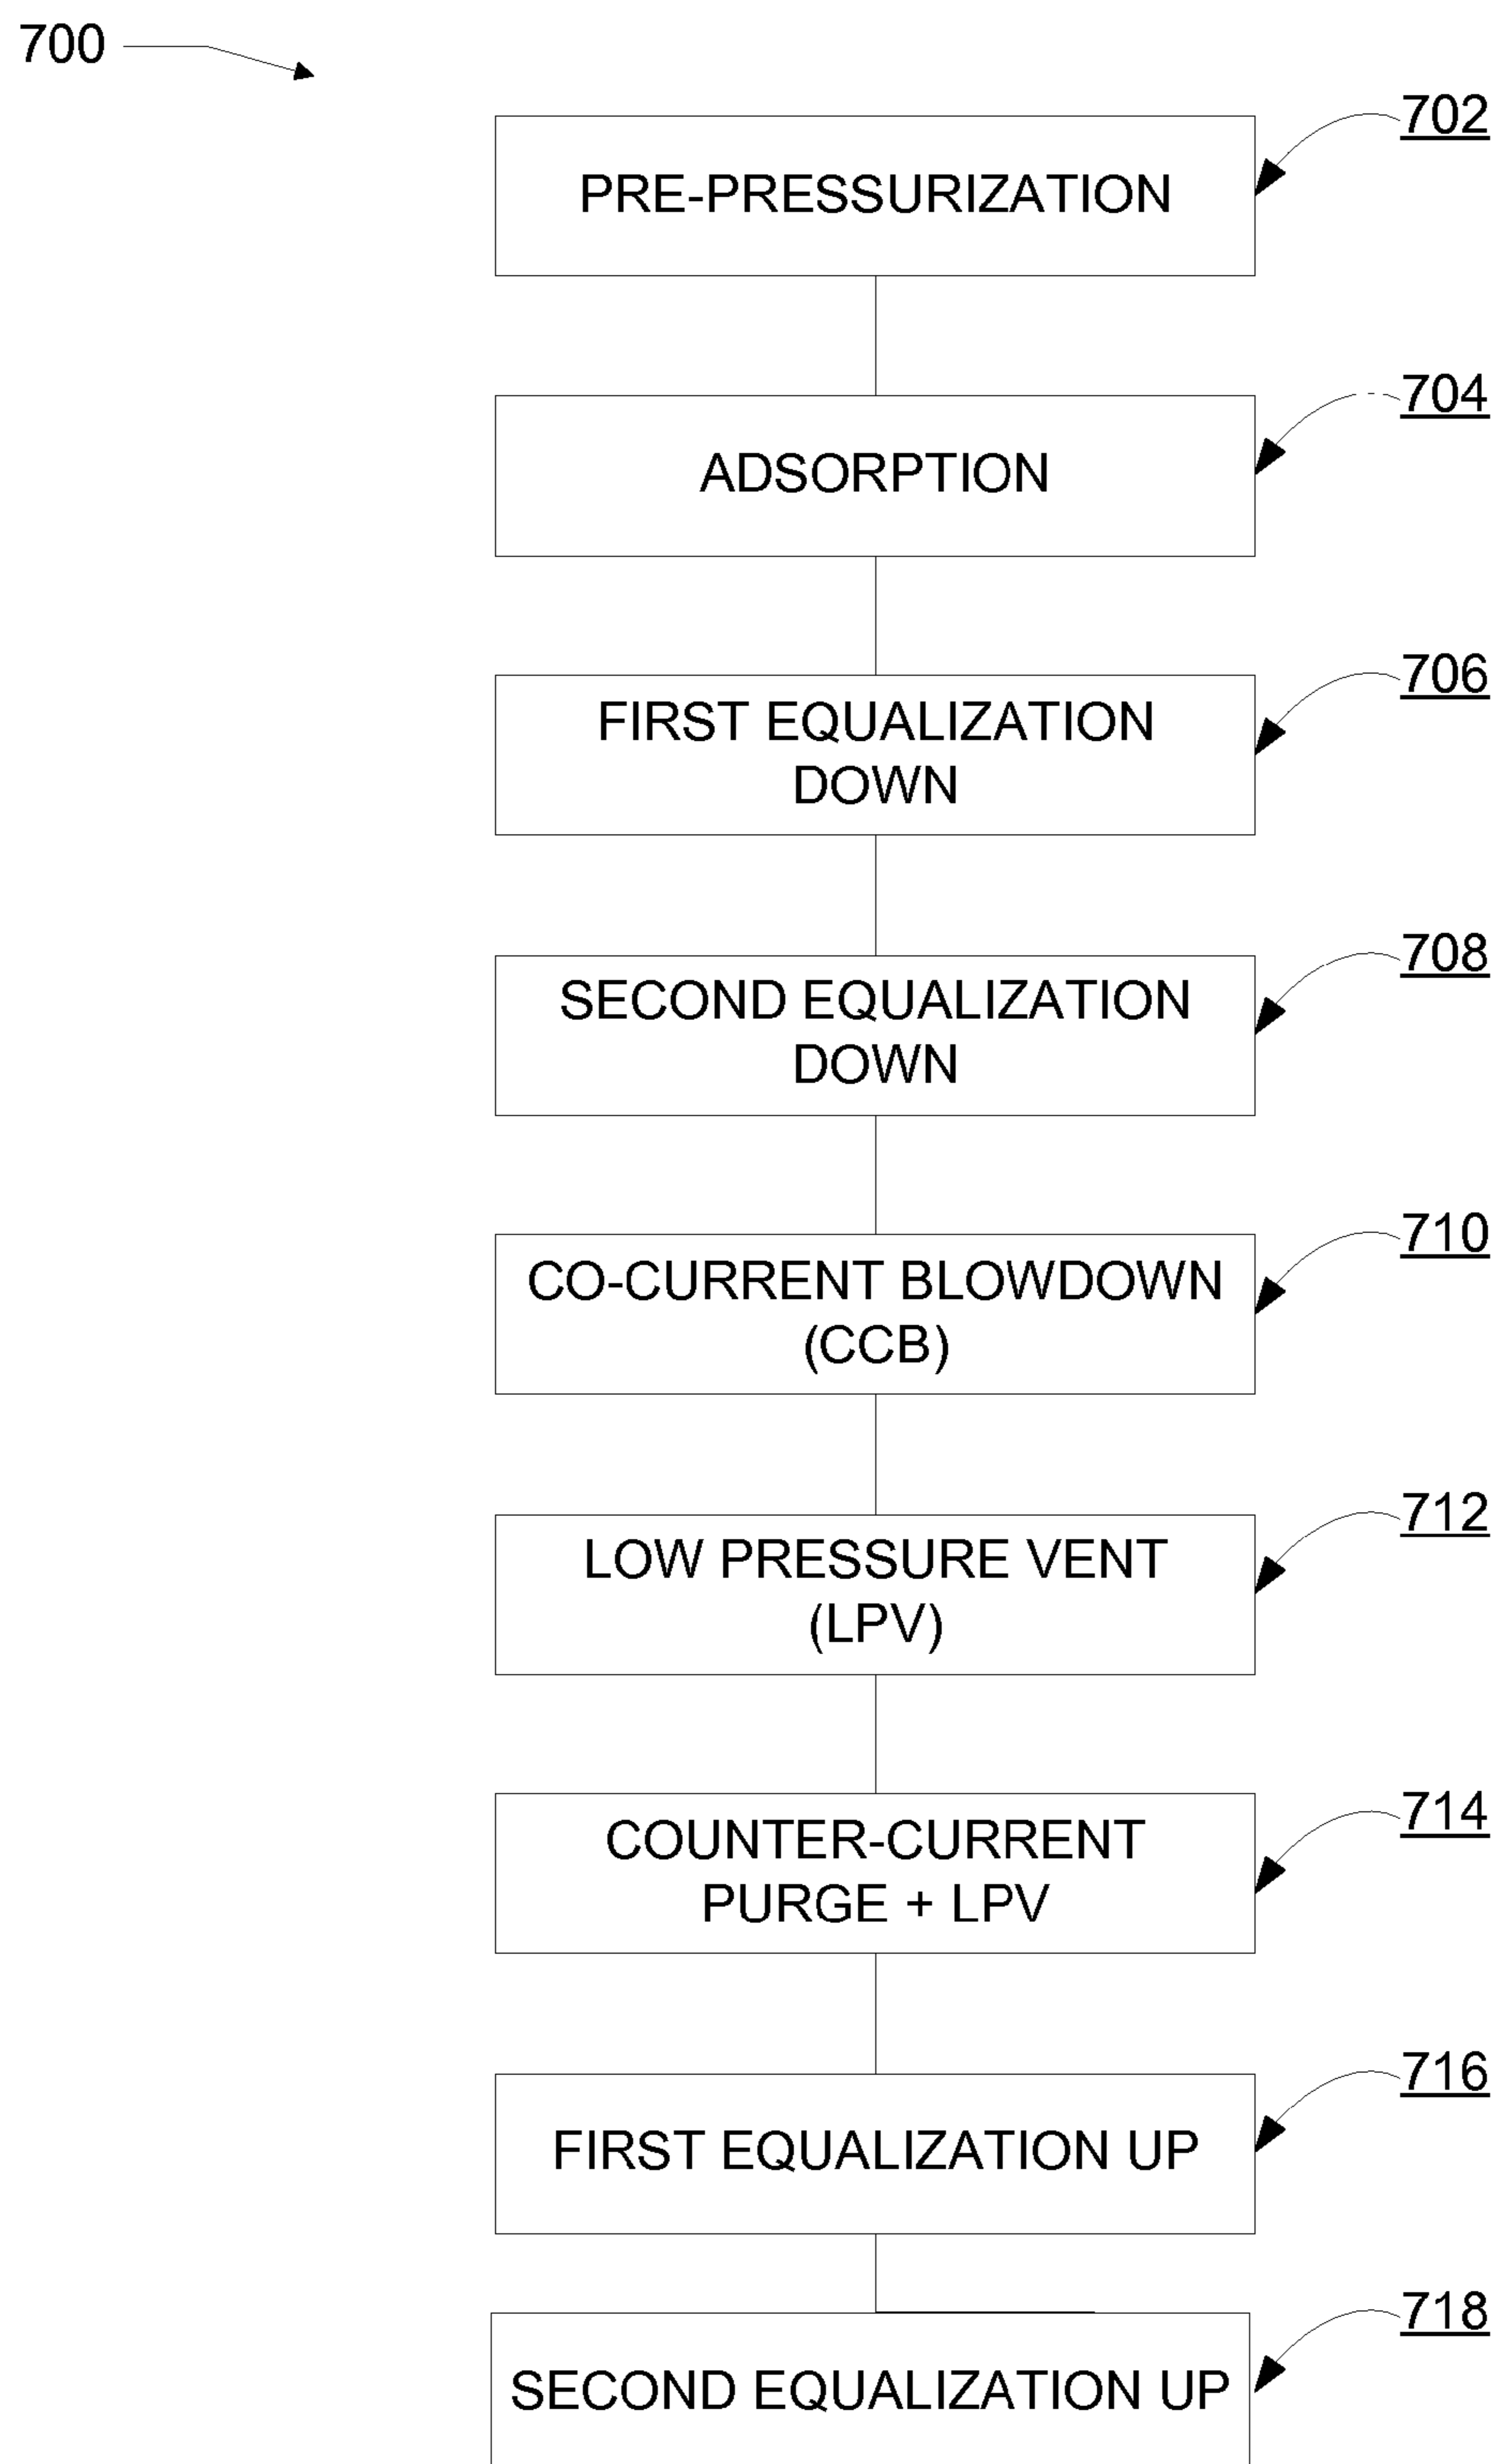 700
702
PRE-PRESSURIZATION
704
ADSORPTION
706
FIRST EQUALIZATION
DOWN
708
SECOND EQUALIZATION
DOWN
710
CO-CURRENT BLOWDOWN
(CCB)
712
LOW PRESSURE VENT
(LPV)
714
COUNTER-CURRENT
PURGE + LPV
716
FIRST EQUALIZATION UP
718
SECOND EQUALIZATION UP